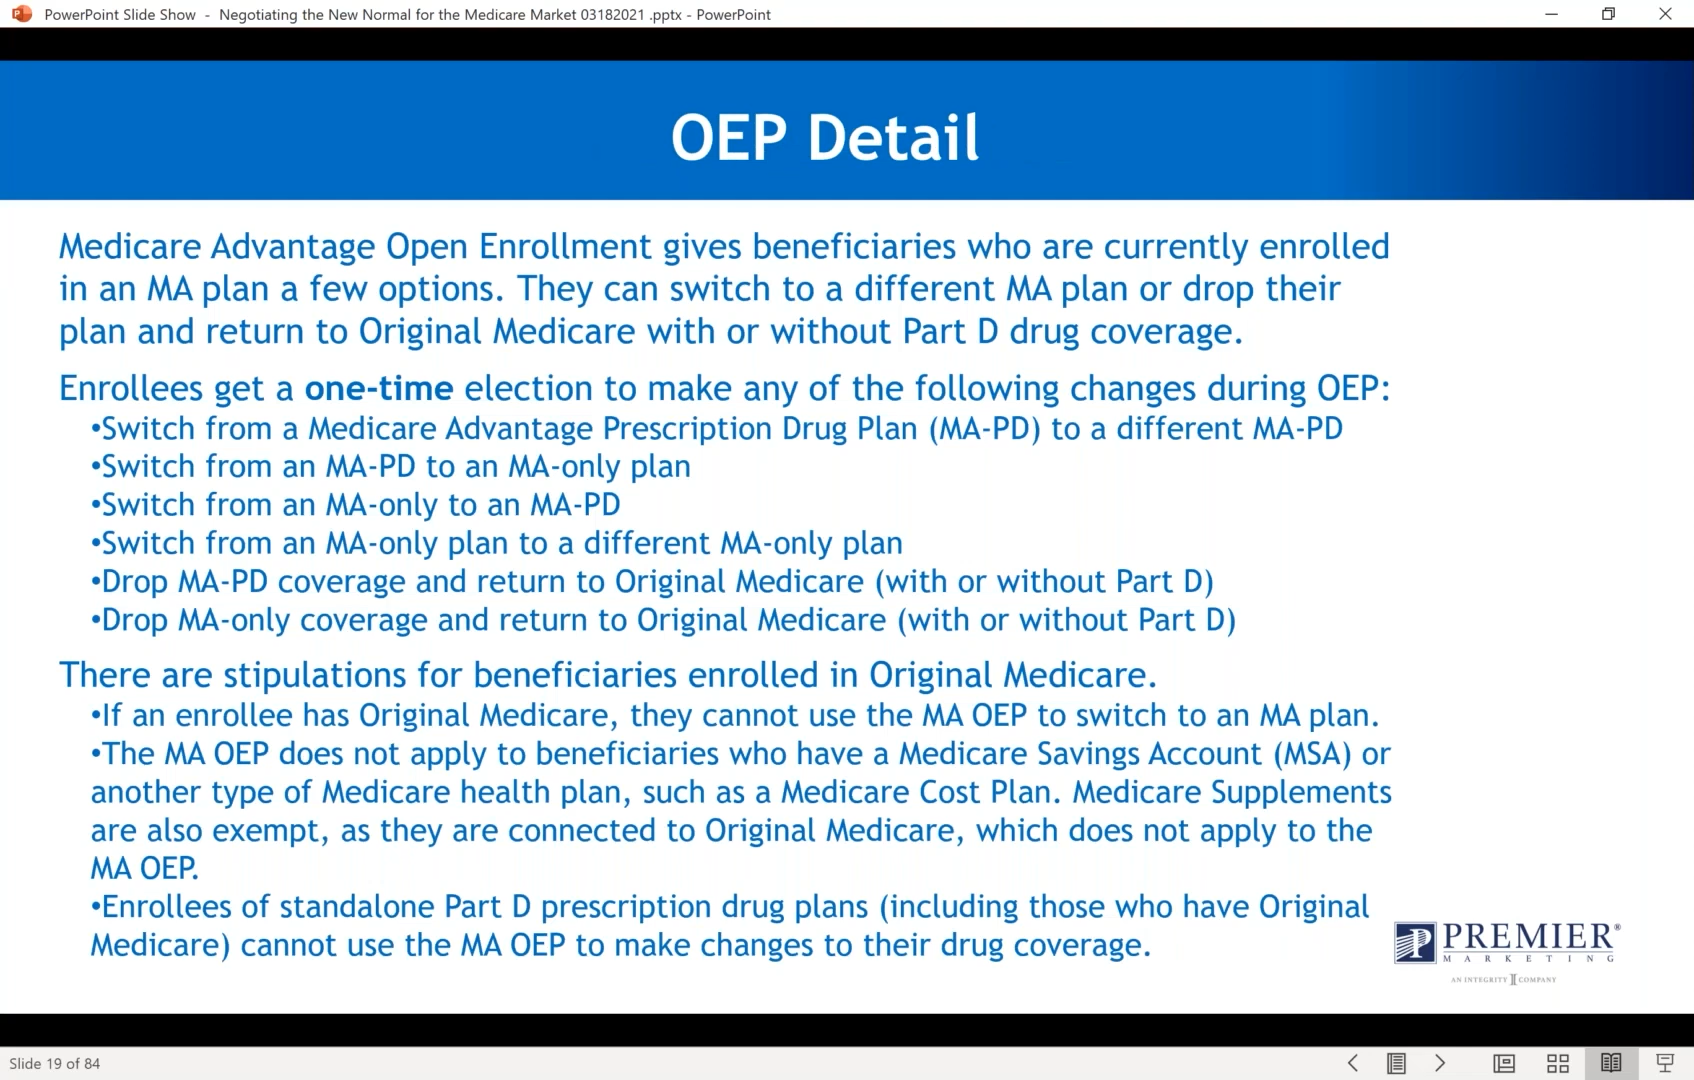 PowerPoint Slide Show - Negotiating the New Normal for the Medicare Market 03182021 .pptx - PowerPoint
OEP Detail
Medicare Advantage Open Enrollment gives beneficiaries who are currently enrolled
in an MA plan a few options. They can switch to a different MA plan or drop their
plan and return to Original Medicare with or without Part D drug coverage.
Enrollees get a one-time election to make any of the following changes during OEP:
•Switch from a Medicare Advantage Prescription Drug Plan (MA-PD) to a different MA-PD
•Switch from an MA-PD to an MA-only plan
•Switch from an MA-only to an MA-PD
•Switch from an MA-only plan to a different MA-only plan
•Drop MA-PD coverage and return to Original Medicare (with or without Part D)
•Drop MA-only coverage and return to Original Medicare (with or without Part D)
There are stipulations for beneficiaries enrolled in Original Medicare.
•If an enrollee has Original Medicare, they cannot use the MA OEP to switch to an MA plan.
•The MA OEP does not apply to beneficiaries who have a Medicare Savings Account (MSA) or
another type of Medicare health plan, such as a Medicare Cost Plan. Medicare Supplements
are also exempt, as they are connected to Original Medicare, which does not apply to the
MA OEP.
•Enrollees of standalone Part D prescription drug plans (including those who have Original
Medicare) cannot use the MA OEP to make changes to their drug coverage.
P PREMIER®
MARKETING
AN INTEGRITY COMPANY
Slide 19 of 84